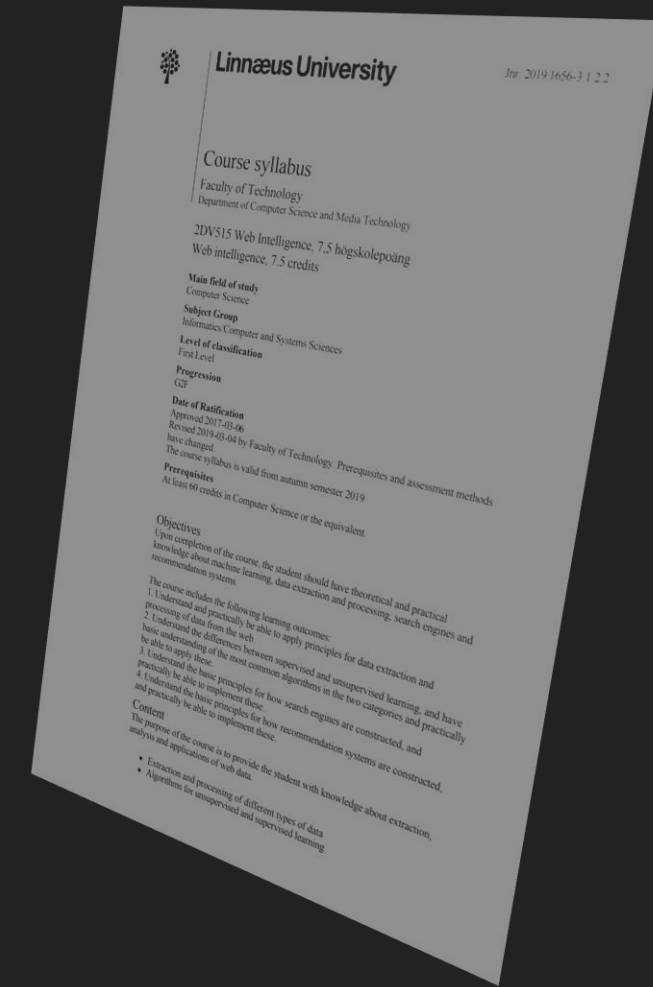 Linnæus University
Jnr: 2019/1656-3.1.2.2
Course syllabus
Faculty of Technology
Department of Computer Science and Media Technology
2DV515 Web Intelligence, 7,5 högskolepoäng
Web intelligence, 7.5 credits
Main field of study
Computer Science
Subject Group
Informatics/Computer and Systems Sciences
Level of classification
First Level
Progression
G2F
Date of Ratification
Approved 2017-03-06
Revised 2019-03-04 by Faculty of Technology. Prerequisites and assessment methods
have changed.
The course syllabus is valid from autumn semester 2019
Prerequisites
At least 60 credits in Computer Science or the equivalent.
Objectives
Upon completion of the course, the student should have theoretical and practical
knowledge about machine learning, data extraction and processing, search engines and
recommendation systems.
The course includes the following learning outcomes:
1. Understand and practically be able to apply principles for data extraction and
processing of data from the web.
2. Understand the differences between supervised and unsupervised learning, and have
basic understanding of the most common algorithms in the two categories and practically
be able to apply these.
3. Understand the basic principles for how search engines are constructed, and
practically be able to implement these.
4. Understand the basic principles for how recommendation systems are constructed,
and practically be able to implement these.
Content
The purpose of the course is to provide the student with knowledge about extraction,
analysis and applications of web data.
• Extraction and processing of different types of data
• Algorithms for unsupervised and supervised learning